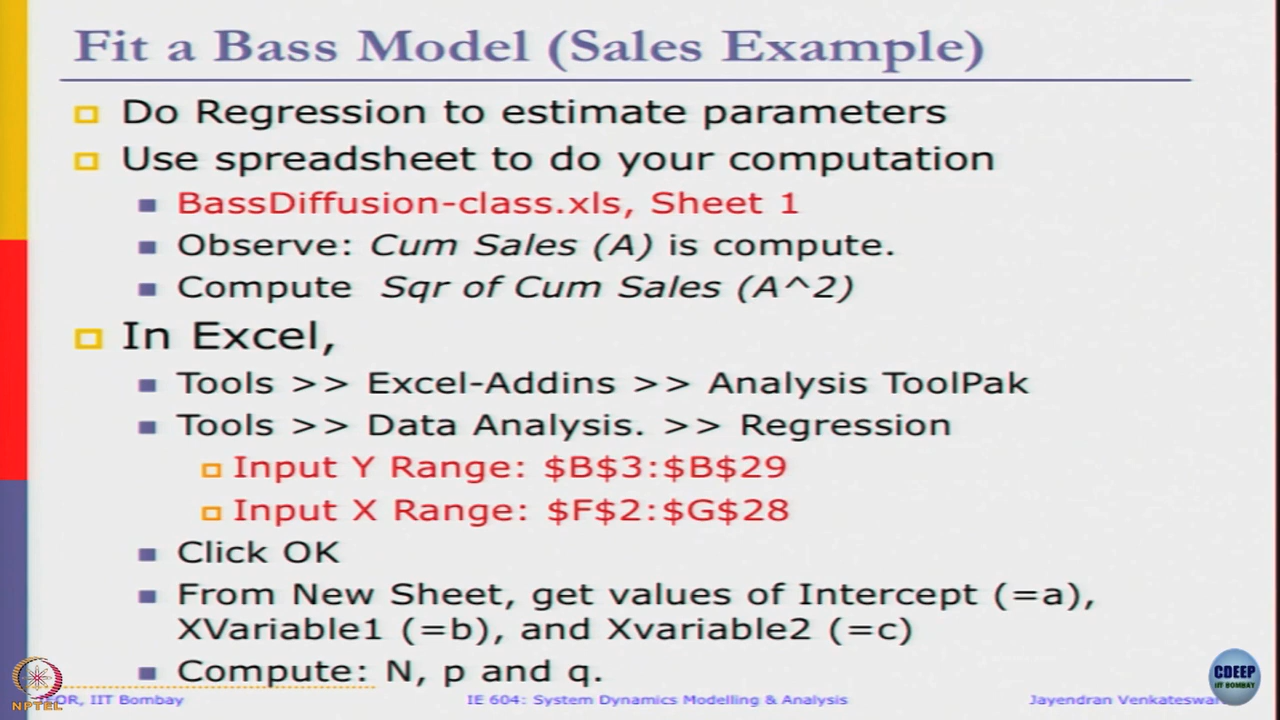 Fit a Bass Model (Sales Example)
Do Regression to estimate parameters
Use spreadsheet to do your computation
BassDiffusion-class.xls, Sheet 1
Observe: Cum Sales (A) is compute.
Compute Sqr of Cum Sales (A^2)
In Excel,
Tools >> Excel-Addins >> Analysis ToolPak
Tools >> Data Analysis. >> Regression
Input Y Range: $B$3:$B$29
Input X Range: $F$2:$G$28
Click OK
From New Sheet, get values of Intercept (=a),
XVariable1 (=b), and Xvariable2 (=c)
Compute: N, p and q.
OR, IIT Bombay
IE 604: System Dynamics Modelling & Analysis
Jayendran
NPTEL
CDEEP
IIT BOMBAY